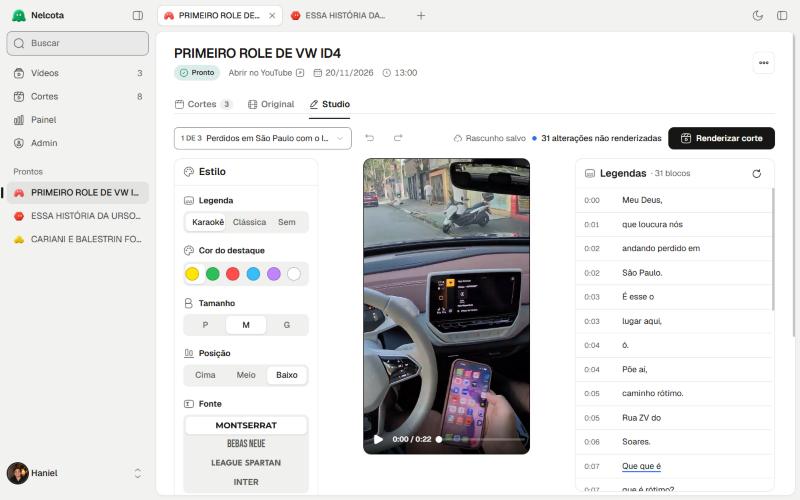 Nelcota
PRIMEIRO ROLE DE...
ESSA HISTÓRIA DA...
Buscar
Vídeos 3
Cortes 8
Painel
Admin
Prontos
PRIMEIRO ROLE DE VW I...
ESSA HISTÓRIA DA URSO...
CARIANI E BALESTRIN FO...
Haniel
PRIMEIRO ROLE DE VW ID4
Pronto Abrir no YouTube 20/11/2026 13:00
Cortes 3 Original Studio
1 DE 3 Perdidos em São Paulo com o I...
Rascunho salvo 31 alterações não renderizadas Renderizar corte
Estilo
Legenda
Karaokê Clássica Sem
Cor do destaque
Tamanho
P M G
Posição
Cima Meio Baixo
Fonte
MONTSERRAT
BEBAS NEUE
LEAGUE SPARTAN
INTER
0:00 / 0:22
Legendas · 31 blocos
0:00 Meu Deus,
0:01 que loucura nós
0:02 andando perdido em
0:02 São Paulo.
0:03 É esse o
0:03 lugar aqui,
0:04 ó.
0:04 Põe aí,
0:05 caminho rótimo.
0:05 Rua ZV do
0:06 Soares.
0:07 Que que é
0:07 que é rótimo?